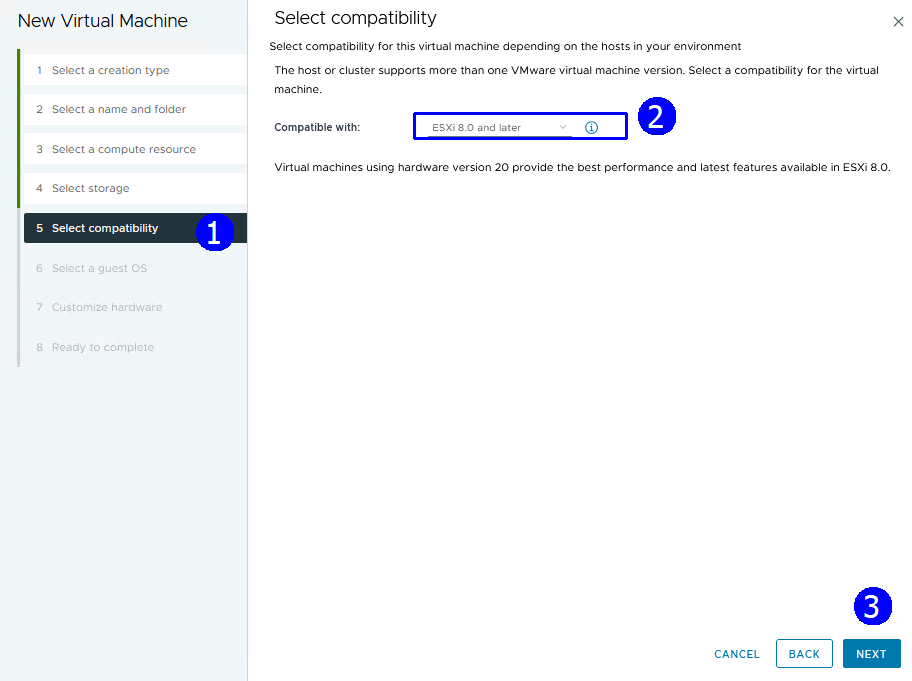 New Virtual Machine
1 Select a creation type
2 Select a name and folder
3 Select a compute resource
4 Select storage
5 Select compatibility
1
6 Select a guest OS
7 Customize hardware
8 Ready to complete
Select compatibility
Select compatibility for this virtual machine depending on the hosts in your environment
The host or cluster supports more than one VMware virtual machine version. Select a compatibility for the virtual
machine.
Compatible with: ESXi 8.0 and later
2
Virtual machines using hardware version 20 provide the best performance and latest features available in ESXi 8.0.
3
CANCEL BACK NEXT